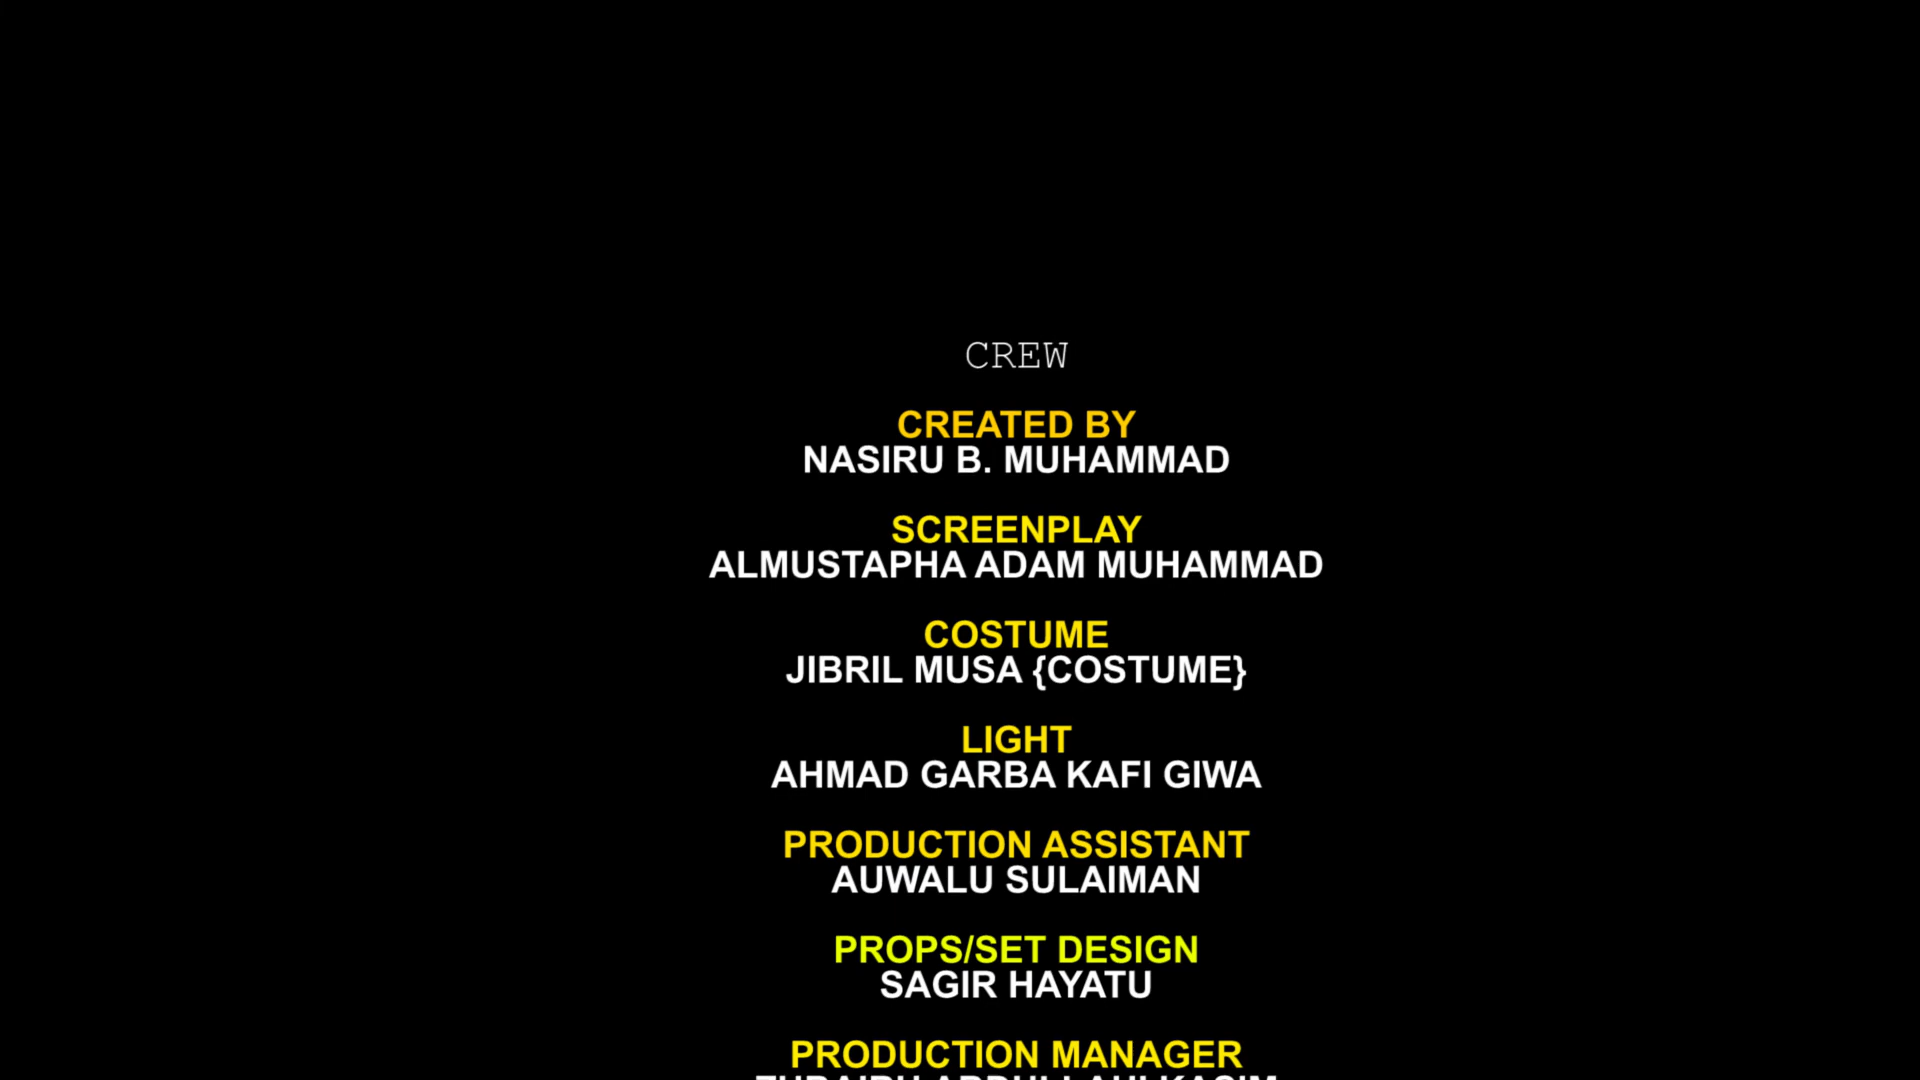 CREW
CREATED BY
NASIRU B. MUHAMMAD
SCREENPLAY
ALMUSTAPHA ADAM MUHAMMAD
COSTUME
JIBRIL MUSA {COSTUME}
LIGHT
AHMAD GARBA KAFI GIWA
PRODUCTION ASSISTANT
AUWALU SULAIMAN
PROPS/SET DESIGN
SAGIR HAYATU
PRODUCTION MANAGER